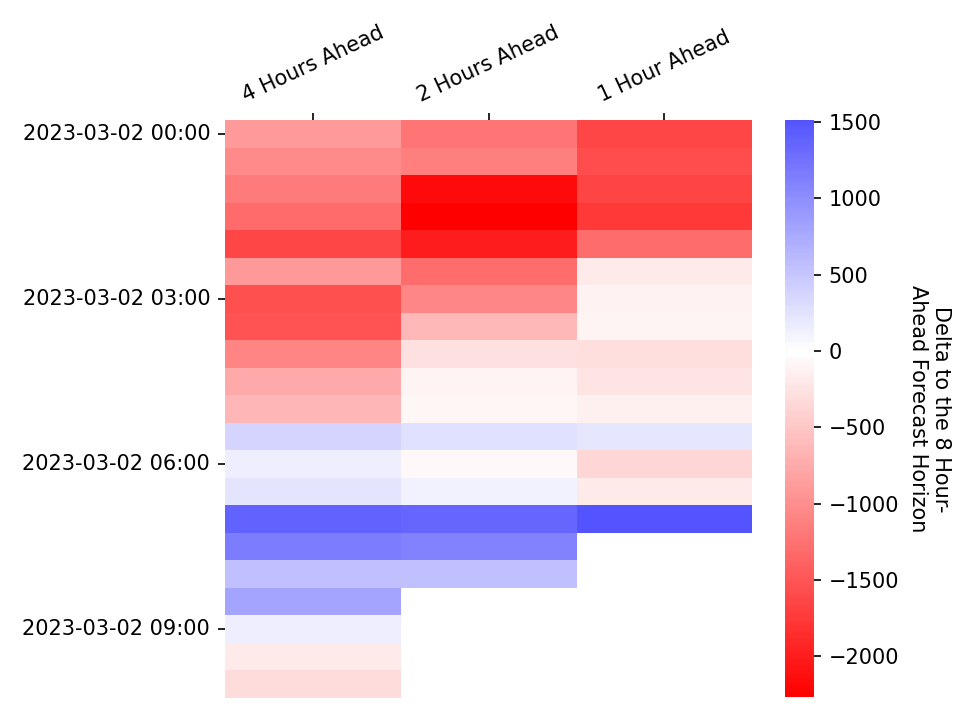 4 Hours Ahead
2 Hours Ahead
1 Hour Ahead
2023-03-02 00:00
2023-03-02 03:00
2023-03-02 06:00
2023-03-02 09:00
1500
1000
500
0
−500
−1000
−1500
−2000
Delta to the 8 Hour-
Ahead Forecast Horizon